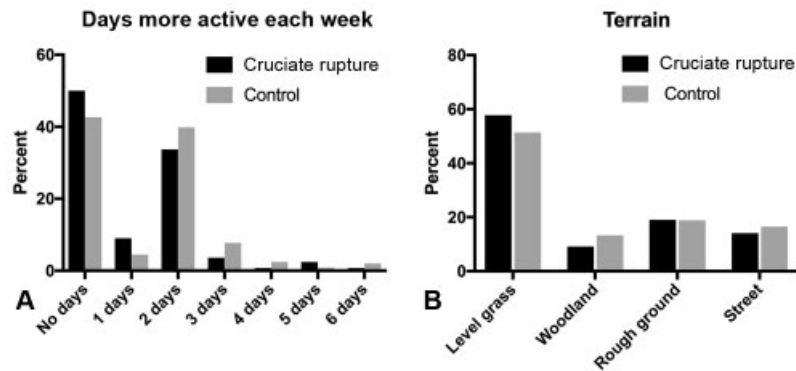 Days more active each week
60
40
20
0
Percent
Cruciate rupture
Control
No days
1 days
2 days
3 days
4 days
5 days
6 days
A
Terrain
80
60
40
20
0
Percent
Cruciate rupture
Control
Level grass
Woodland
Rough ground
Street
B